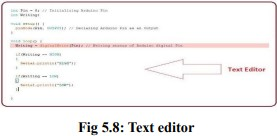 int Pin = 8; // Initializing Arduino Pin
int Writing;
void setup() {
pinMode(Pin, OUTPUT); // Declaring Arduino Pin as an Output
}
void loop() {
Writing = digitalRead(Pin); // Reading status of Arduino digital Pin
if(Writing == HIGH)
{
Serial.println("HIGH");
}
if(Writing == LOW)
{
Serial.println("LOW");
}
}
Text Editor
Fig 5.8: Text editor